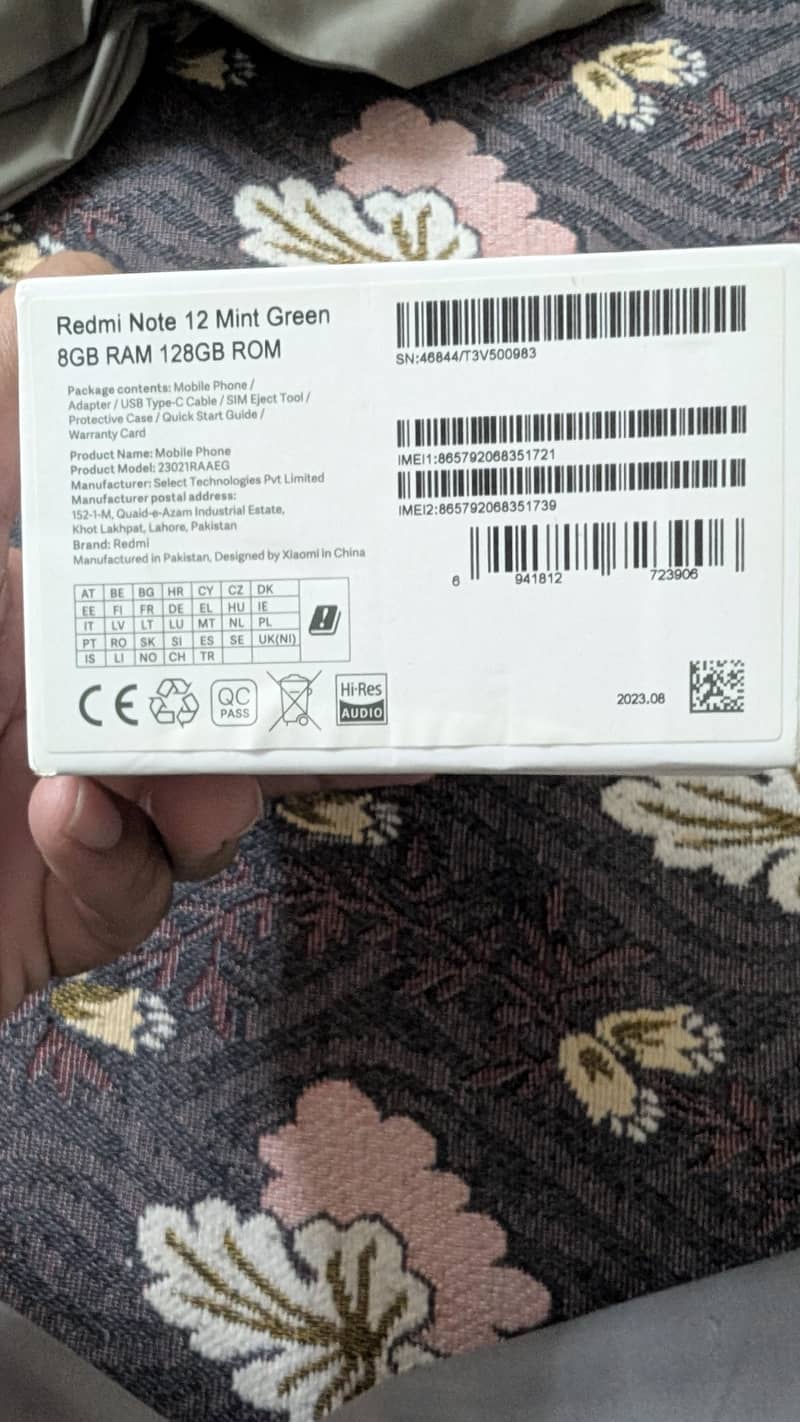 Redmi Note 12 Mint Green
8GB RAM 128GB ROM
Package contents: Mobile Phone /
Adapter / USB Type-C Cable / SIM Eject Tool /
Protective Case / Quick Start Guide /
Warranty Card
Product Name: Mobile Phone
Product Model: 23021RAAEG
Manufacturer: Select Technologies Pvt Limited
Manufacturer postal address:
152-1-M, Quaid-e-Azam Industrial Estate,
Khot Lakhpat, Lahore, Pakistan
Brand: Redmi
Manufactured in Pakistan, Designed by Xiaomi in China
AT BE BG HR CY CZ DK
EE FI FR DE EL HU IE
IT LV LT LU MT NL PL
PT RO SK SI ES SE UK(NI)
IS LI NO CH TR
CE
QC
PASS
Hi-Res
AUDIO
SN:46844/T3V500983
IMEI1:865792068351721
IMEI2:865792068351739
6 941812 723906
2023.08